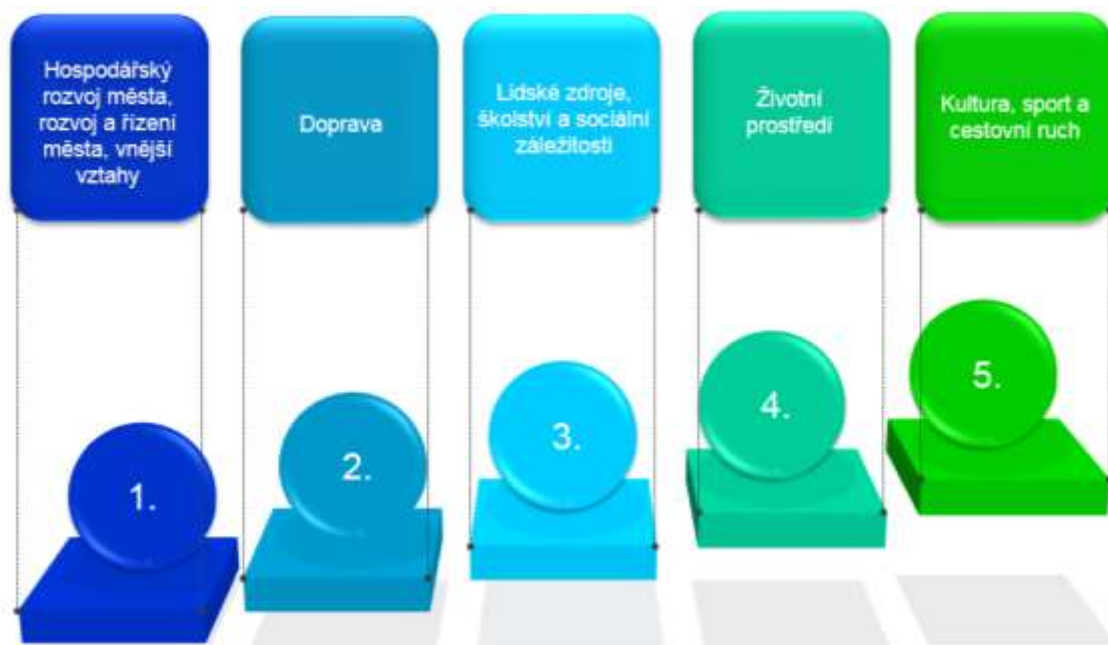 Hospodářský
rozvoj města,
rozvoj a řízení
města, vnější
vztahy
Doprava
Lidské zdroje,
školství a sociální
záležitosti
Životní
prostředí
Kultura, sport a
cestovní ruch
1.
2.
3.
4.
5.